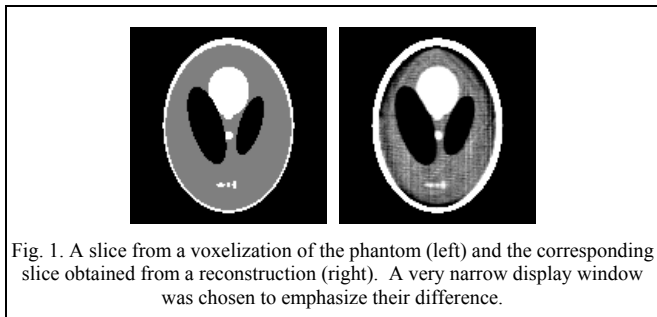 Fig. 1. A slice from a voxelization of the phantom (left) and the corresponding
slice obtained from a reconstruction (right).  A very narrow display window
was chosen to emphasize their difference.